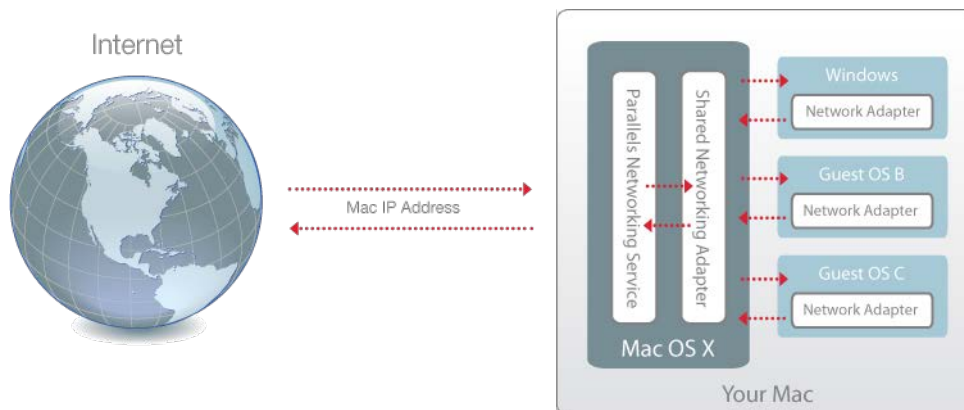 Internet
Mac IP Address
Parallels Networking Service
Shared Networking Adapter
Mac OS X
Windows
Network Adapter
Guest OS B
Network Adapter
Guest OS C
Network Adapter
Your Mac